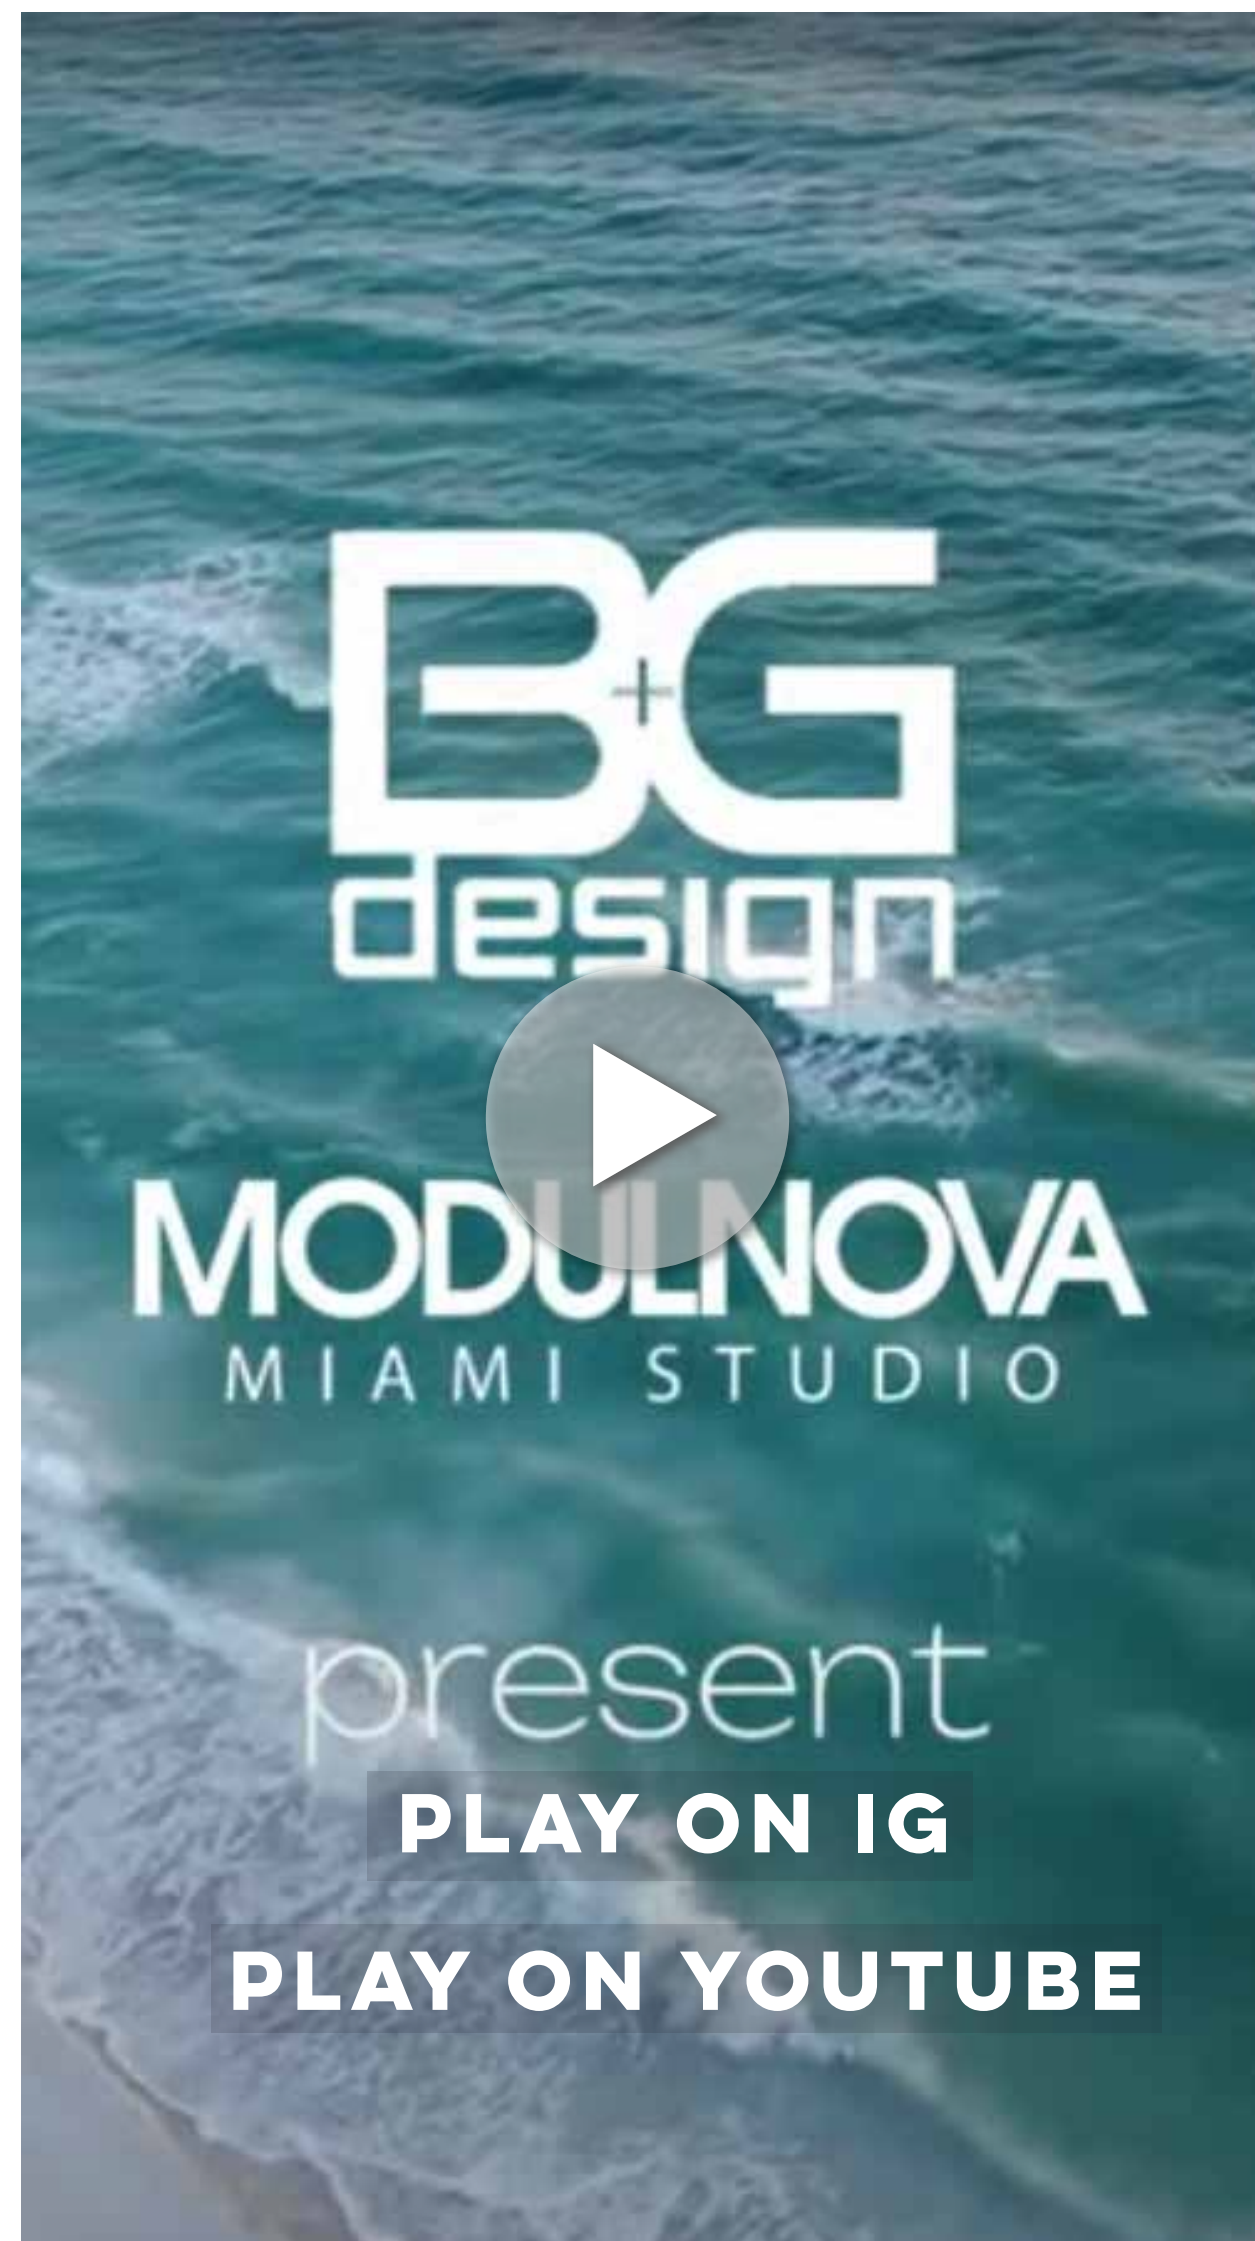 B+G
design
MODULNOVA
MIAMI STUDIO
present
PLAY ON IG
PLAY ON YOUTUBE